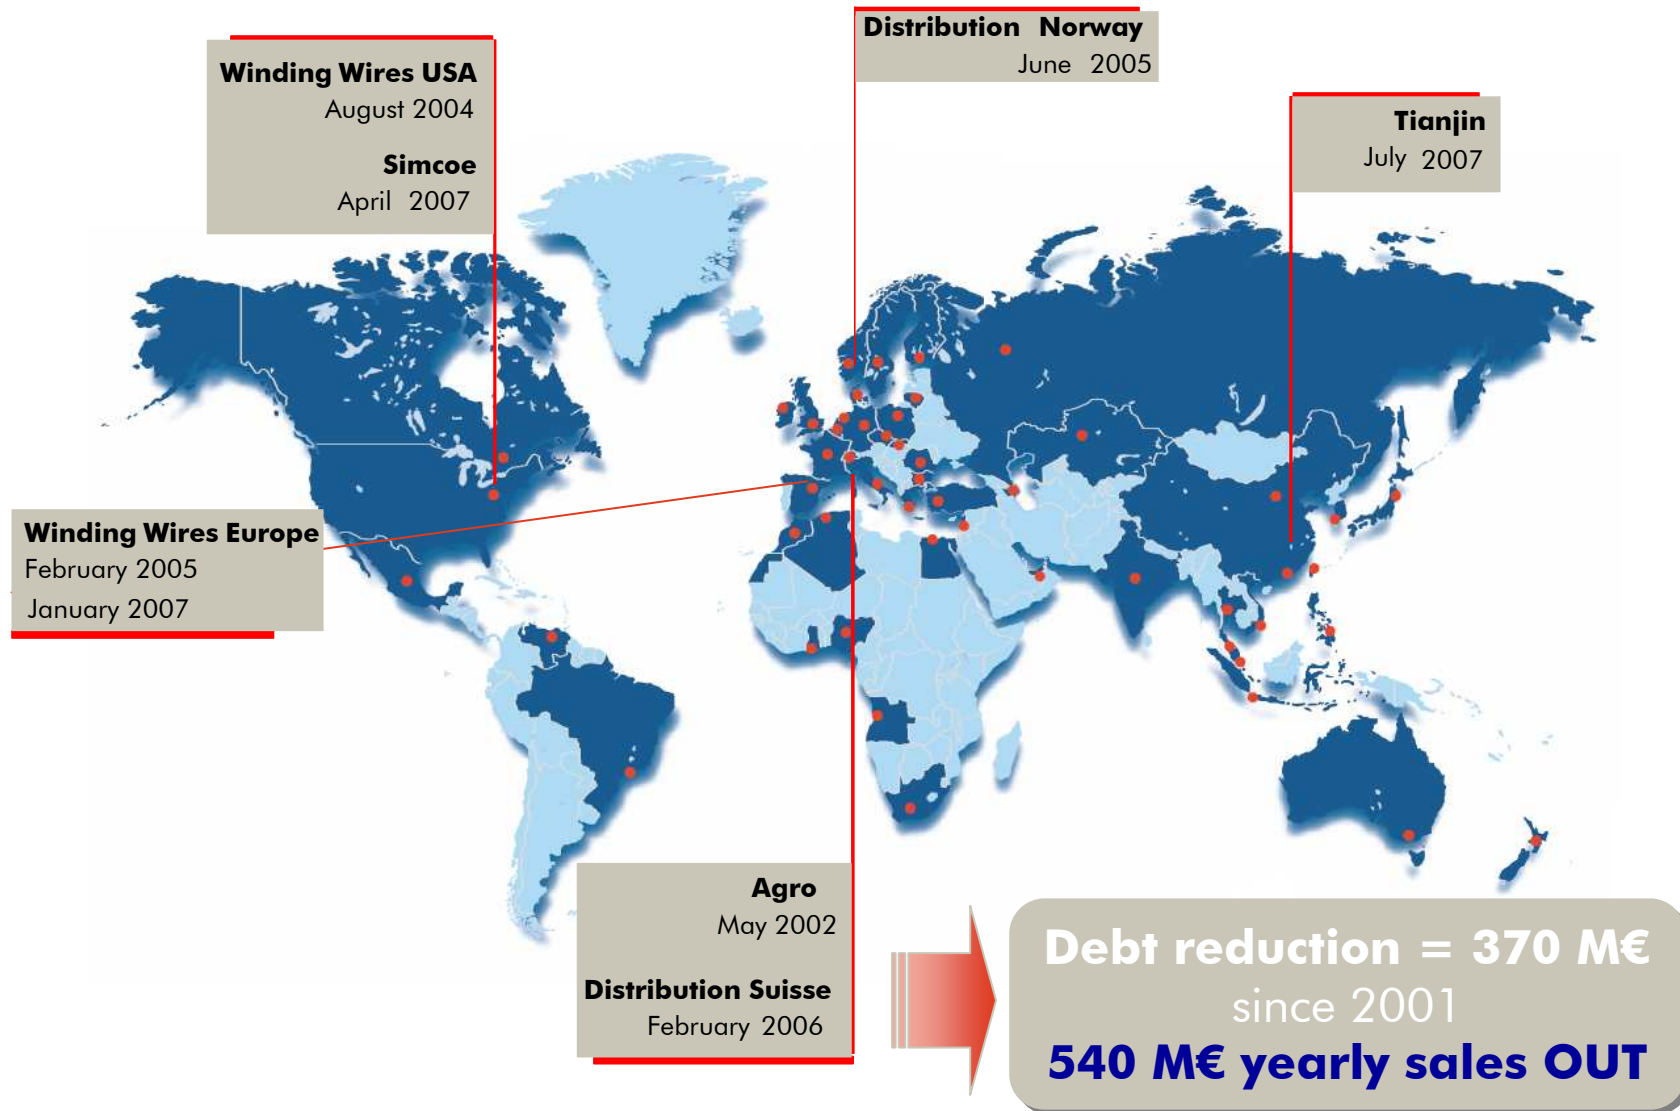 Distribution Norway
June 2005
Winding Wires USA
August 2004
Simcoe
April 2007
Tianjin
July 2007
Winding Wires Europe
February 2005
January 2007
Agro
May 2002
Distribution Suisse
February 2006
Debt reduction = 370 M€
since 2001
540 M€ yearly sales OUT